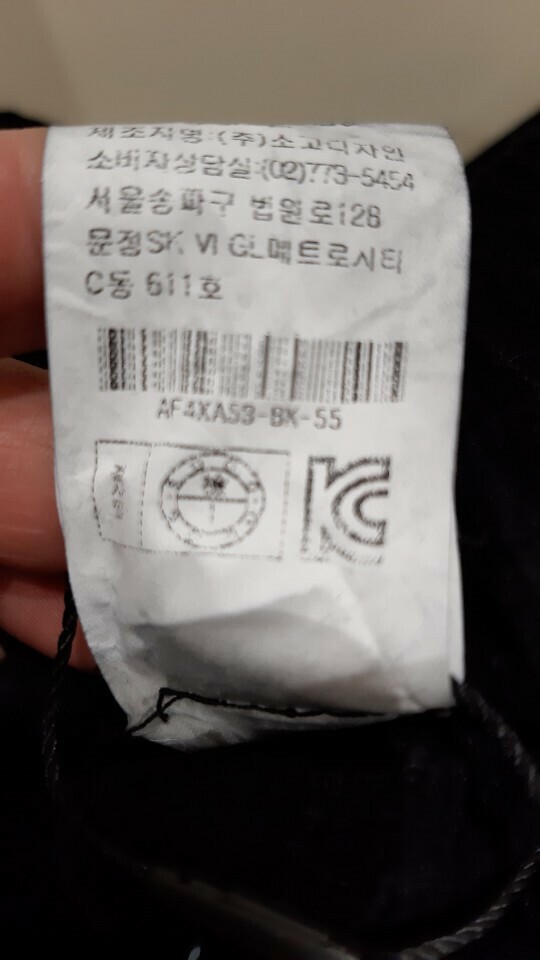 제조자명:(주)소고디자인
소비자상담실:(02)773-5454
서울송파구 법원로128
문정SK V1 GL메트로시티
C동 611호
AF4XA53-BK-55